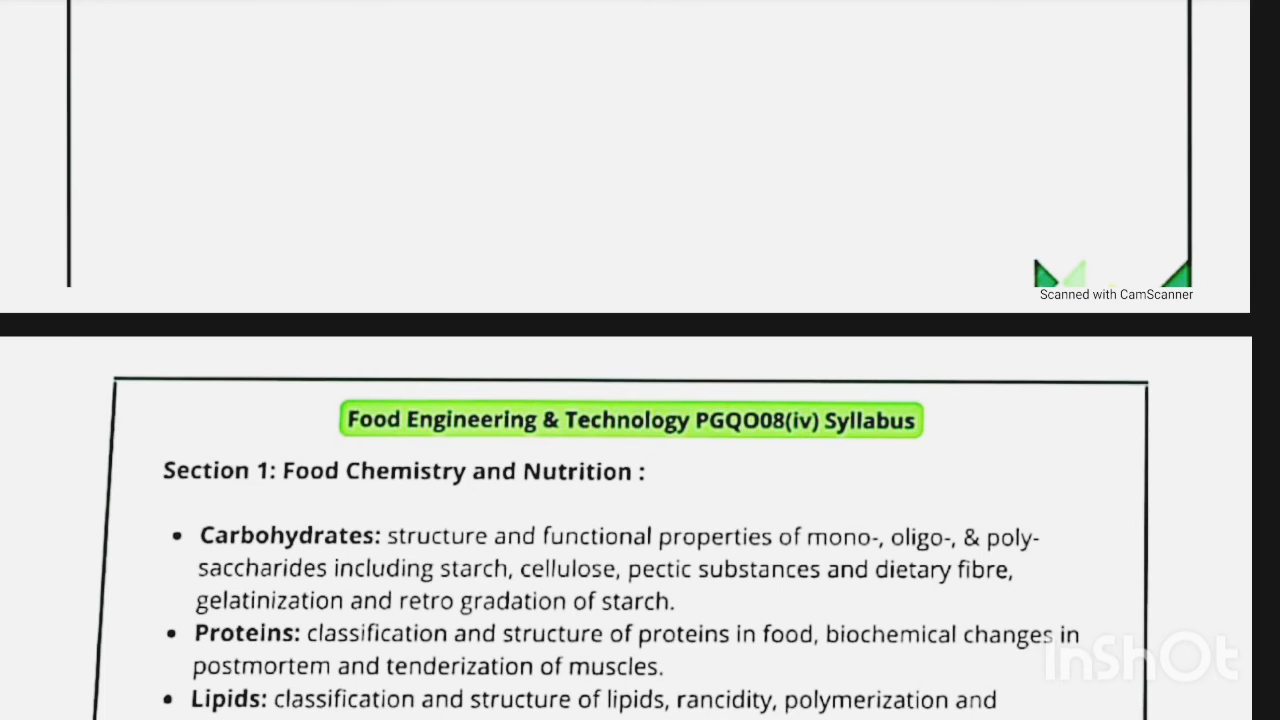 Scanned with CamScanner
Food Engineering & Technology PGQO08(iv) Syllabus
Section 1: Food Chemistry and Nutrition :
• Carbohydrates: structure and functional properties of mono-, oligo-, & poly-
saccharides including starch, cellulose, pectic substances and dietary fibre,
gelatinization and retro gradation of starch.
• Proteins: classification and structure of proteins in food, biochemical changes in
postmortem and tenderization of muscles.
InShOt
• Lipids: classification and structure of lipids, rancidity, polymerization and